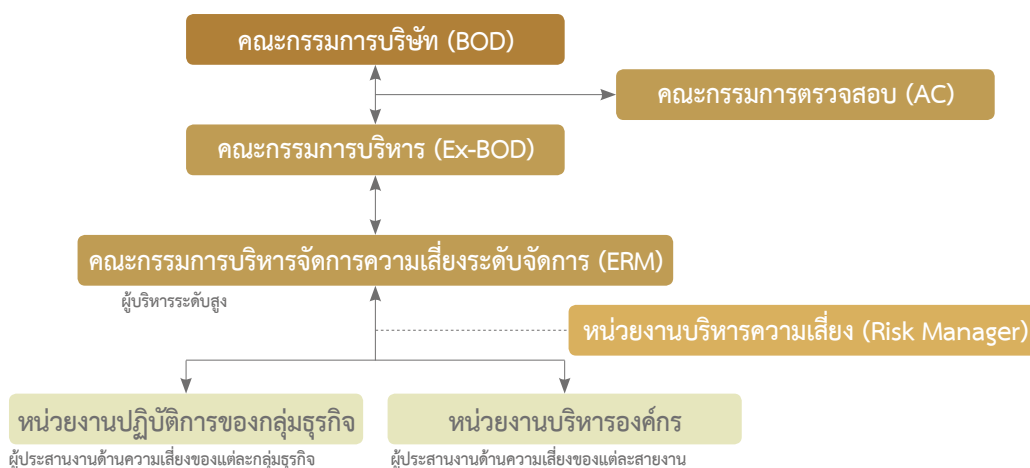 คณะกรรมการบริษัท (BOD)
คณะกรรมการตรวจสอบ (AC)
คณะกรรมการบริหาร (Ex-BOD)
คณะกรรมการบริหารจัดการความเสี่ยงระดับจัดการ (ERM)
ผู้บริหารระดับสูง
หน่วยงานบริหารความเสี่ยง (Risk Manager)
หน่วยงานปฏิบัติการของกลุ่มธุรกิจ
หน่วยงานบริหารองค์กร
ผู้ประสานงานด้านความเสี่ยงของแต่ละกลุ่มธุรกิจ
ผู้ประสานงานด้านความเสี่ยงของแต่ละสายงาน